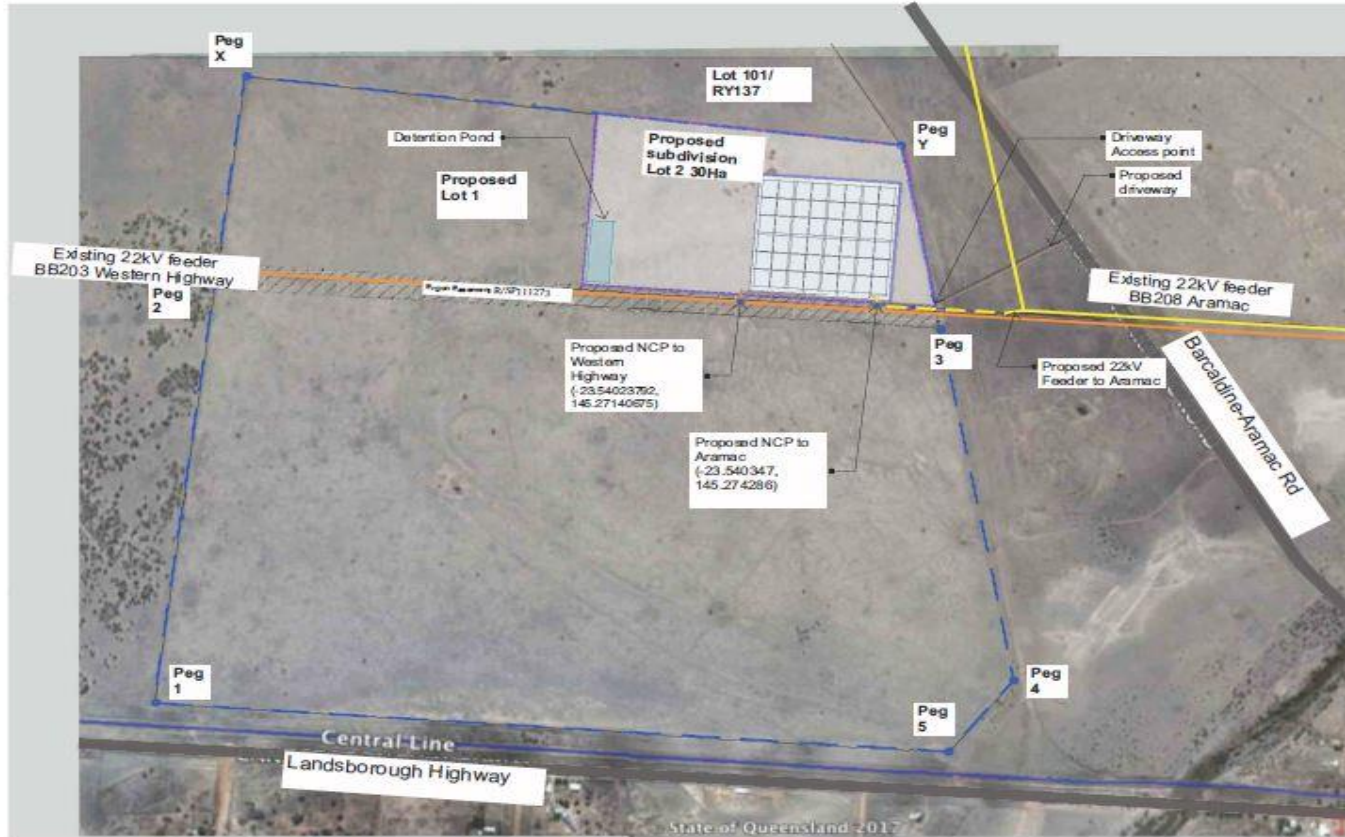 Peg
X
Lot 101/
RY137
Detention Pond
Proposed
subdivision
Lot 2 30Ha
Peg
Y
Driveway
Access point
Proposed
driveway
Proposed
Lot 1
Existing 22kV feeder
BB203 Western Highway
Peg
2
Existing 22kV feeder
BB208 Aramac
Peg
3
Proposed NCP to
Western
Highway
(-23.54023792,
145.27140675)
Proposed 22kV
Feeder to Aramac
Barcaldine-Aramac Rd
Proposed NCP to
Aramac
(-23.540347,
145.274286)
Peg
1
Peg
4
Peg
5
Central Line
Landsborough Highway
State of Queensland 2017